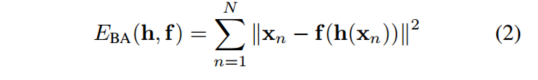 E_BA(h, f) = ∑_{n=1}^{N} ‖x_n − f(h(x_n))‖² (2)